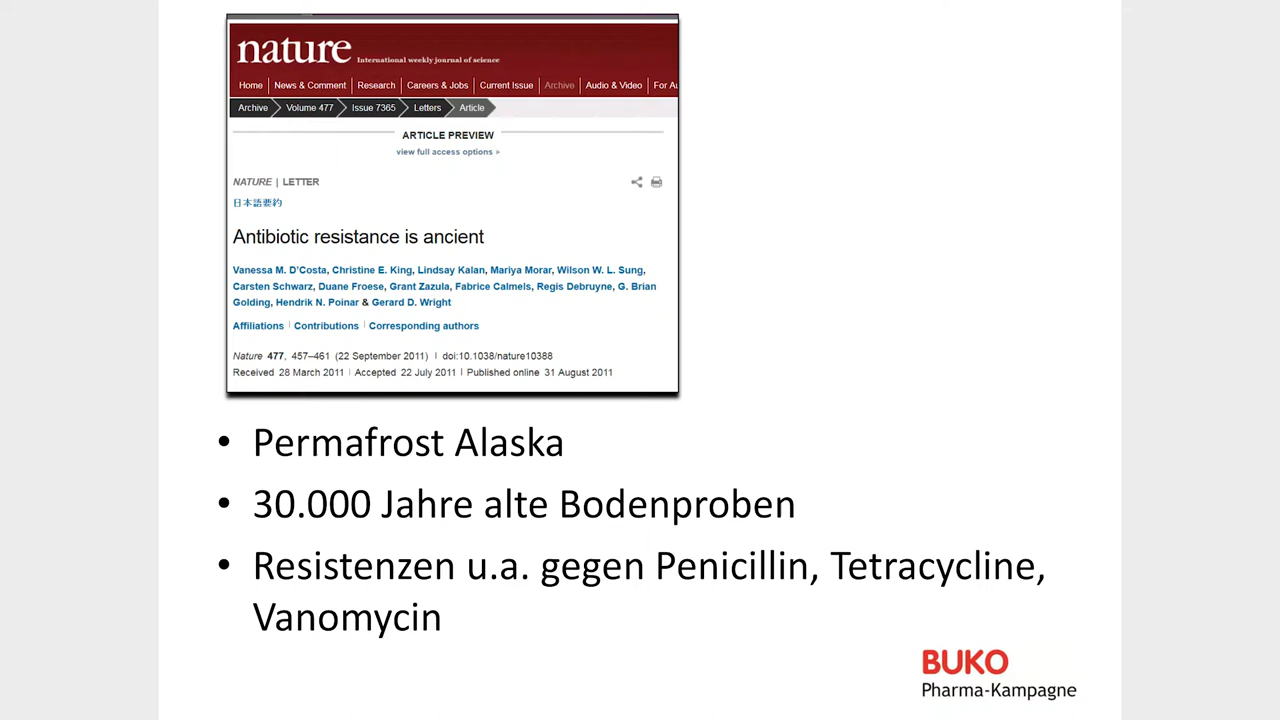 nature International weekly journal of science
Home News & Comment Research Careers & Jobs Current Issue Archive Audio & Video For Au
Archive Volume 477 Issue 7365 Letters Article
ARTICLE PREVIEW
view full access options »
NATURE | LETTER
日本語要約
Antibiotic resistance is ancient
Vanessa M. D'Costa, Christine E. King, Lindsay Kalan, Mariya Morar, Wilson W. L. Sung,
Carsten Schwarz, Duane Froese, Grant Zazula, Fabrice Calmels, Regis Debruyne, G. Brian
Golding, Hendrik N. Poinar & Gerard D. Wright
Affiliations | Contributions | Corresponding authors
Nature 477, 457–461 (22 September 2011) | doi:10.1038/nature10388
Received 28 March 2011 | Accepted 22 July 2011 | Published online 31 August 2011
• Permafrost Alaska
• 30.000 Jahre alte Bodenproben
• Resistenzen u.a. gegen Penicillin, Tetracycline,
Vanomycin
BUKO
Pharma-Kampagne